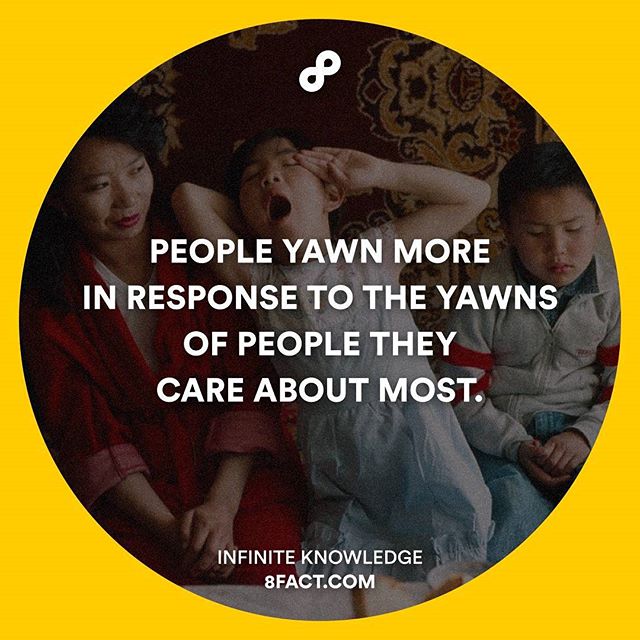 PEOPLE YAWN MORE
IN RESPONSE TO THE YAWNS
OF PEOPLE THEY
CARE ABOUT MOST.
INFINITE KNOWLEDGE
8FACT.COM